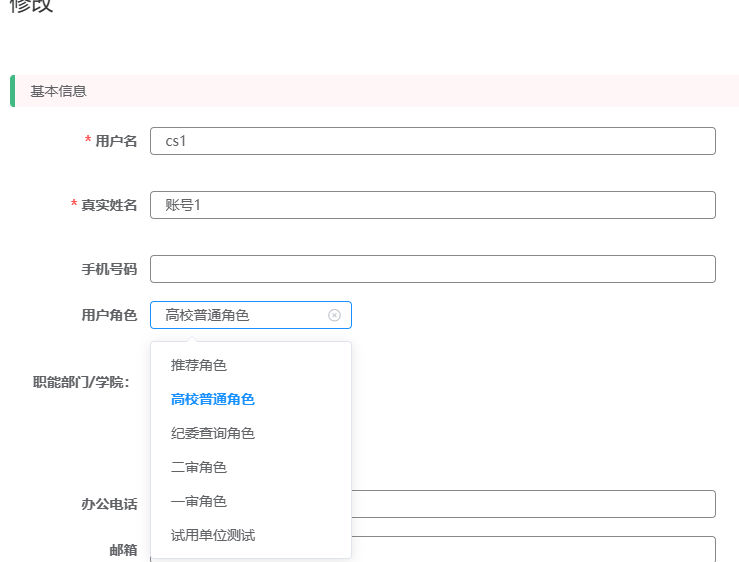 修改
基本信息
* 用户名 cs1
* 真实姓名 账号1
手机号码
用户角色 高校普通角色
推荐角色
职能部门/学院：
高校普通角色
纪委查询角色
二审角色
办公电话
一审角色
试用单位测试
邮箱